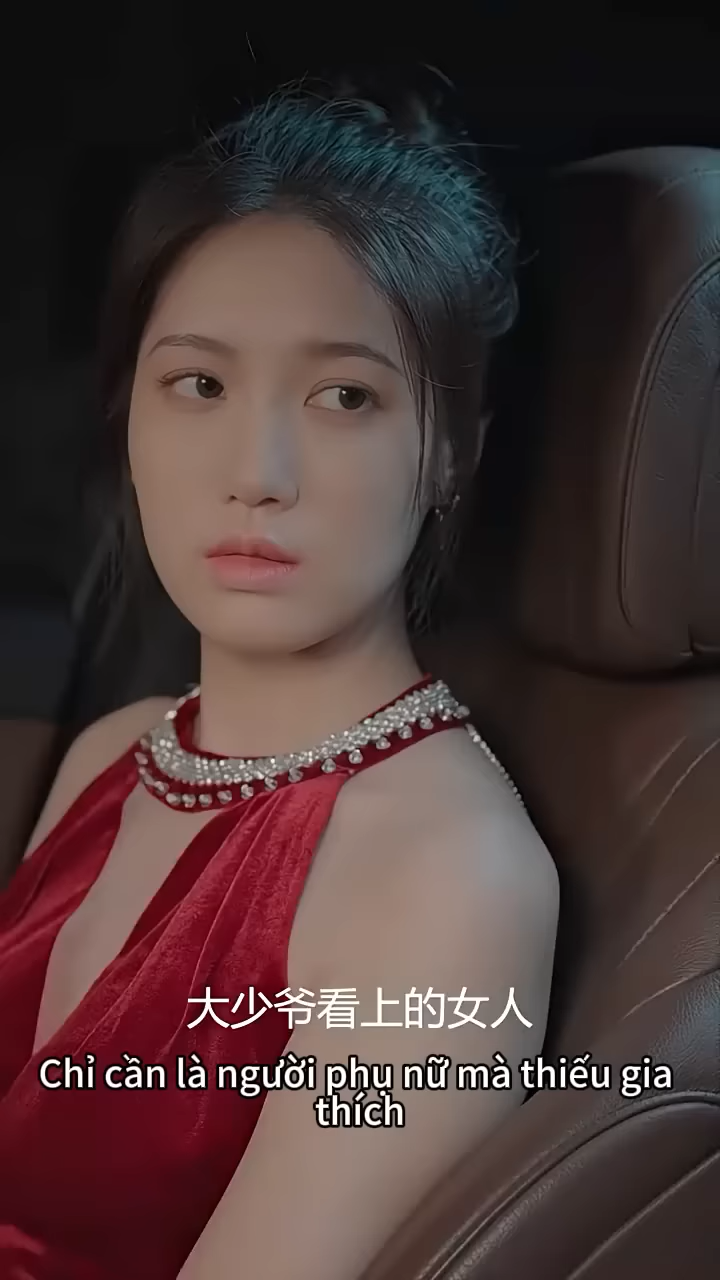 大少爷看上的女人
Chỉ cần là người phụ nữ mà thiếu gia
thích